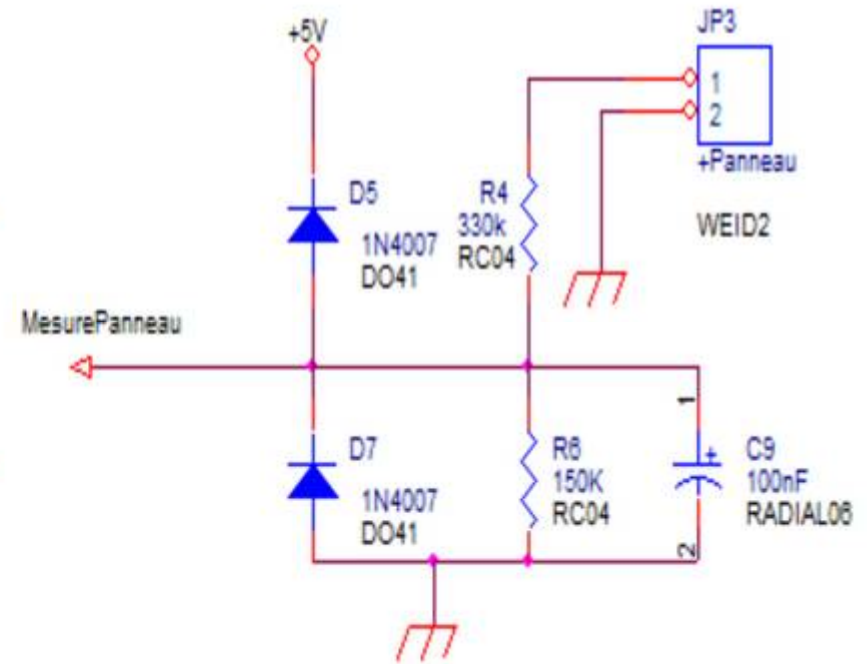 +5V
JP3
1
2
+Panneau
WEID2
D5
1N4007
DO41
R4
330k
RC04
MesurePanneau
D7
1N4007
DO41
R6
150K
RC04
1
+
C9
100nF
RADIAL06
2